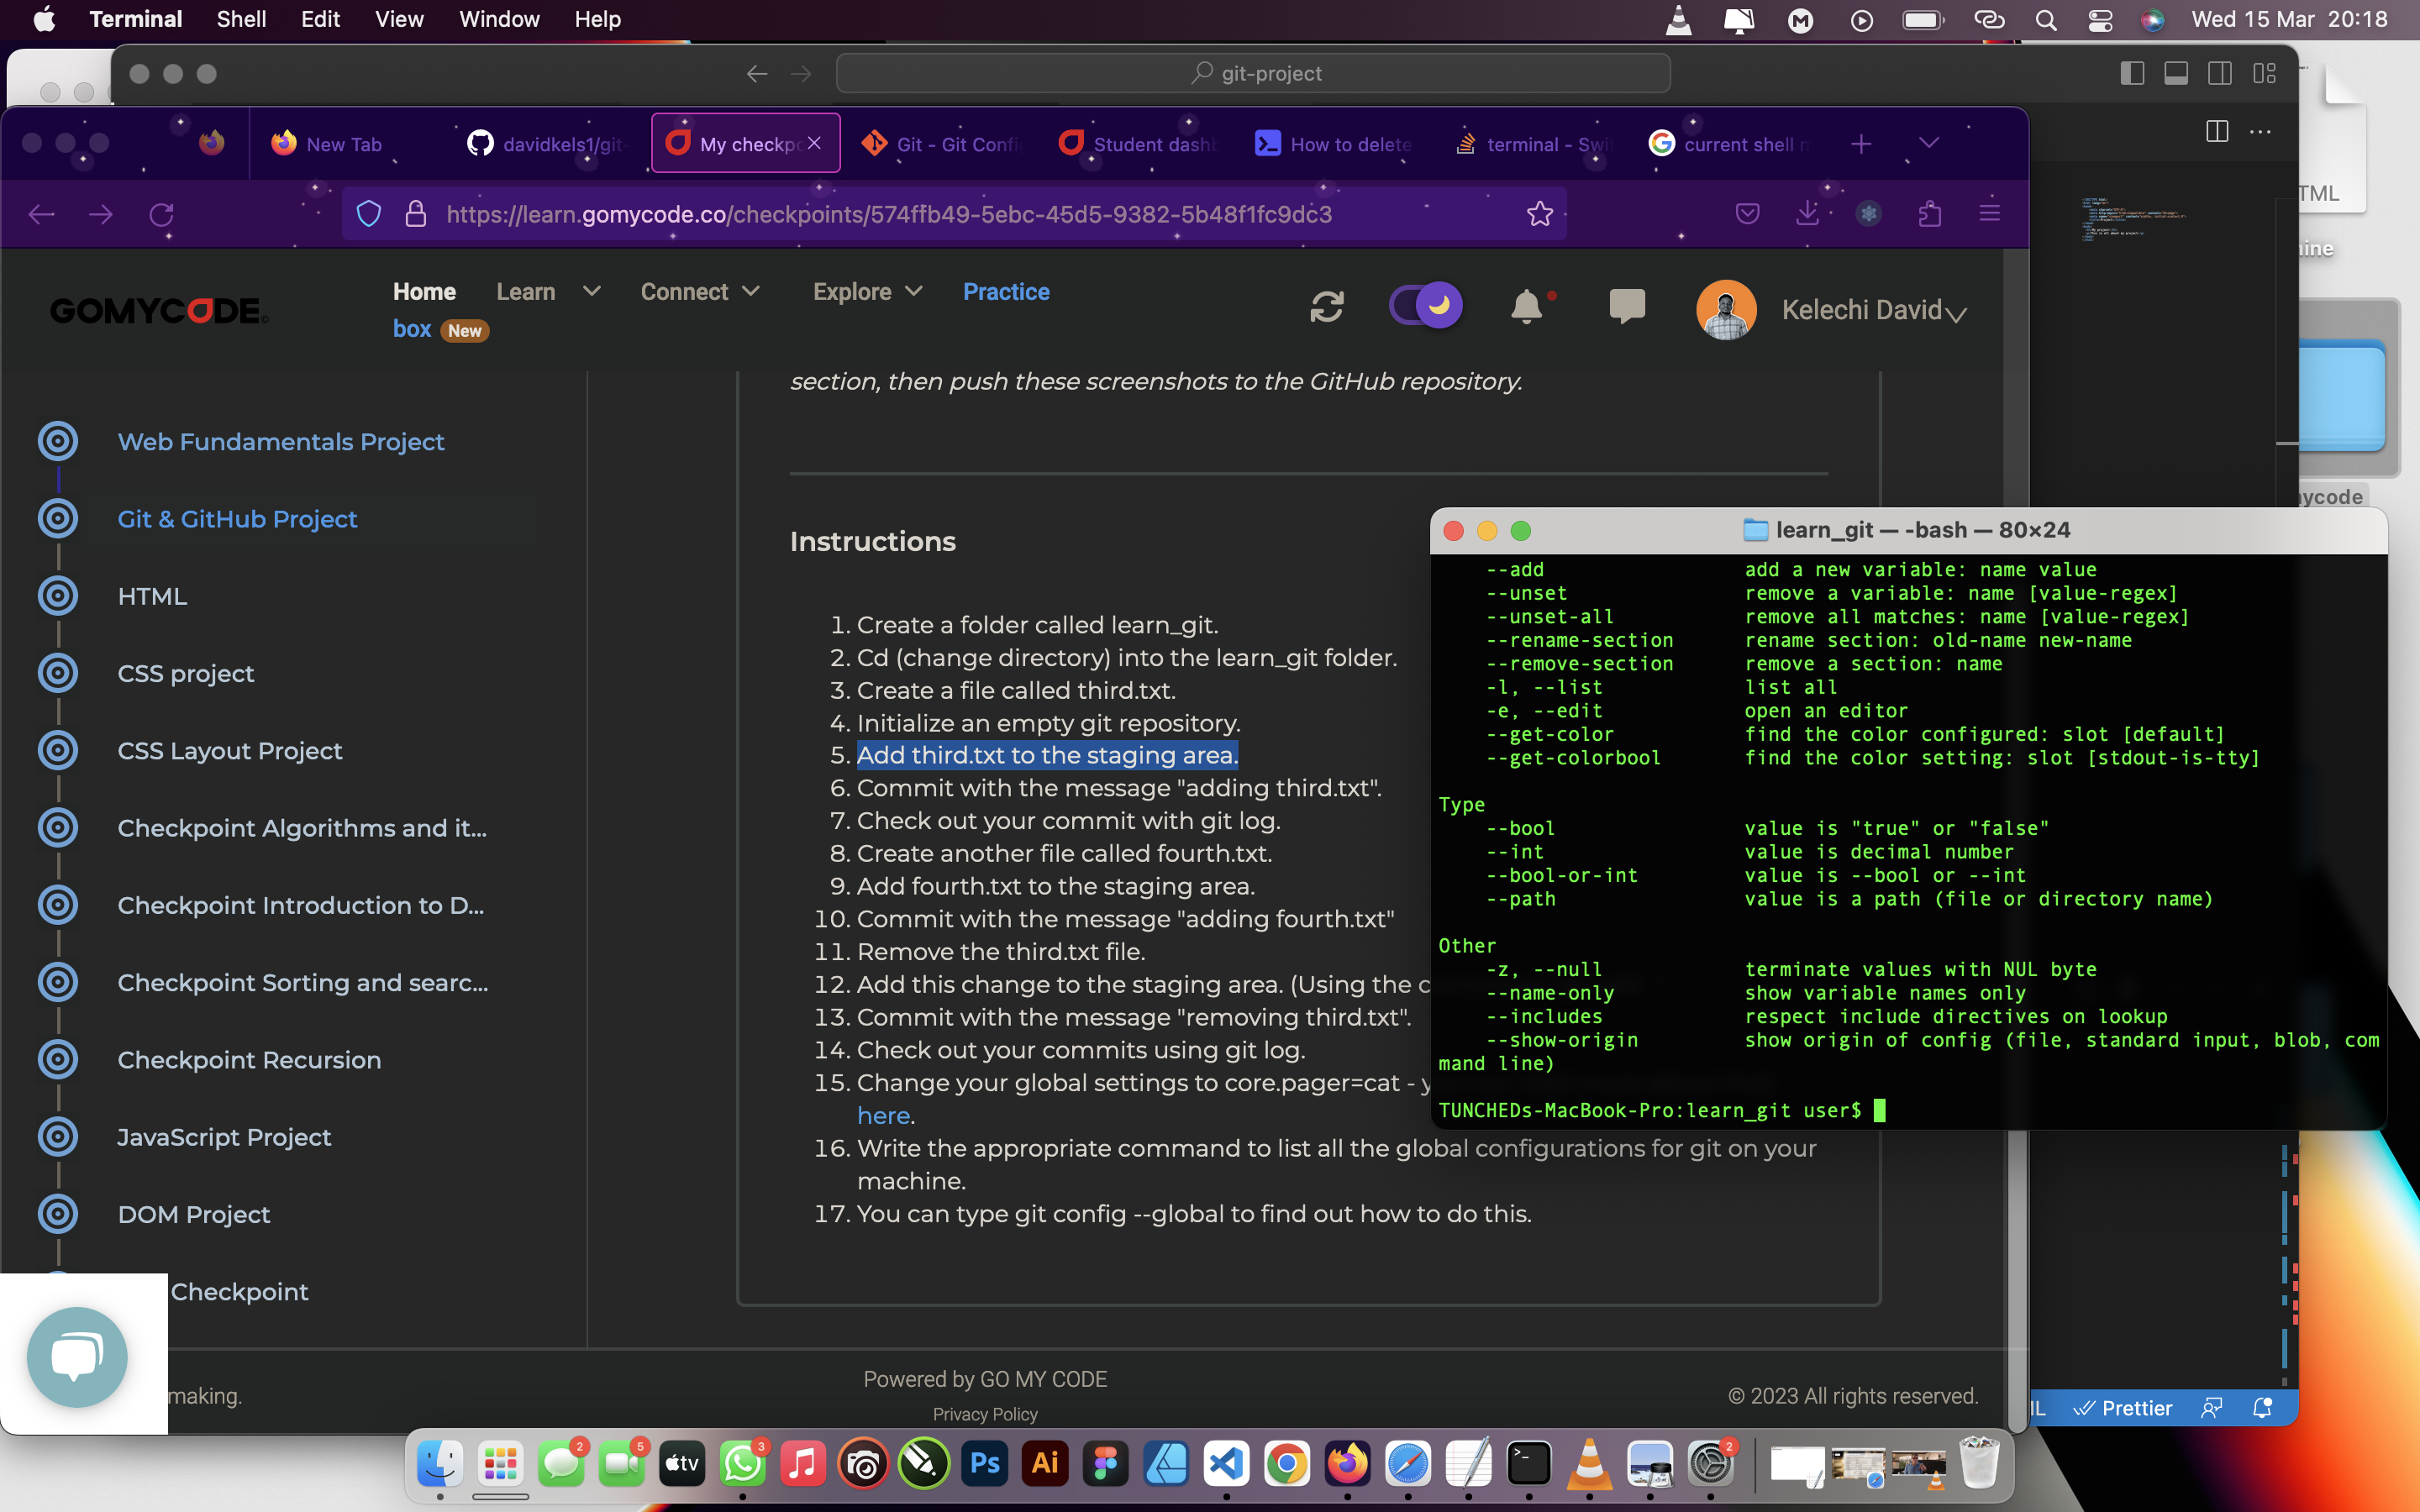 Terminal Shell Edit View Window Help
Wed 15 Mar 20:18
git-project
New Tab
davidkels1/git-
My checkp
Git - Git Confi
Student dash
How to delete
terminal - Swi
current shell
https://learn.gomycode.co/checkpoints/574ffb49-5ebc-45d5-9382-5b48f1fc9dc3
TML
GOMYCODE
Home Learn Connect Explore Practice
box New
Kelechi David
section, then push these screenshots to the GitHub repository.
Web Fundamentals Project
Git & GitHub Project
HTML
CSS project
CSS Layout Project
Checkpoint Algorithms and it...
Checkpoint Introduction to D...
Checkpoint Sorting and searc...
Checkpoint Recursion
JavaScript Project
DOM Project
Checkpoint
Instructions
1. Create a folder called learn_git.
2. Cd (change directory) into the learn_git folder.
3. Create a file called third.txt.
4. Initialize an empty git repository.
5. Add third.txt to the staging area.
6. Commit with the message "adding third.txt".
7. Check out your commit with git log.
8. Create another file called fourth.txt.
9. Add fourth.txt to the staging area.
10. Commit with the message "adding fourth.txt"
11. Remove the third.txt file.
12. Add this change to the staging area. (Using the c
13. Commit with the message "removing third.txt".
14. Check out your commits using git log.
15. Change your global settings to core.pager=cat - y
here.
16. Write the appropriate command to list all the global configurations for git on your
machine.
17. You can type git config --global to find out how to do this.
ycode
learn_git — -bash — 80×24
--add add a new variable: name value
--unset remove a variable: name [value-regex]
--unset-all remove all matches: name [value-regex]
--rename-section rename section: old-name new-name
--remove-section remove a section: name
-l, --list list all
-e, --edit open an editor
--get-color find the color configured: slot [default]
--get-colorbool find the color setting: slot [stdout-is-tty]
Type
--bool value is "true" or "false"
--int value is decimal number
--bool-or-int value is --bool or --int
--path value is a path (file or directory name)
Other
-z, --null terminate values with NUL byte
--name-only show variable names only
--includes respect include directives on lookup
--show-origin show origin of config (file, standard input, blob, com
mand line)
TUNCHEDs-MacBook-Pro:learn_git user$
making.
Powered by GO MY CODE
Privacy Policy
© 2023 All rights reserved.
Prettier
2
5
tv
3
Ps
Ai
2